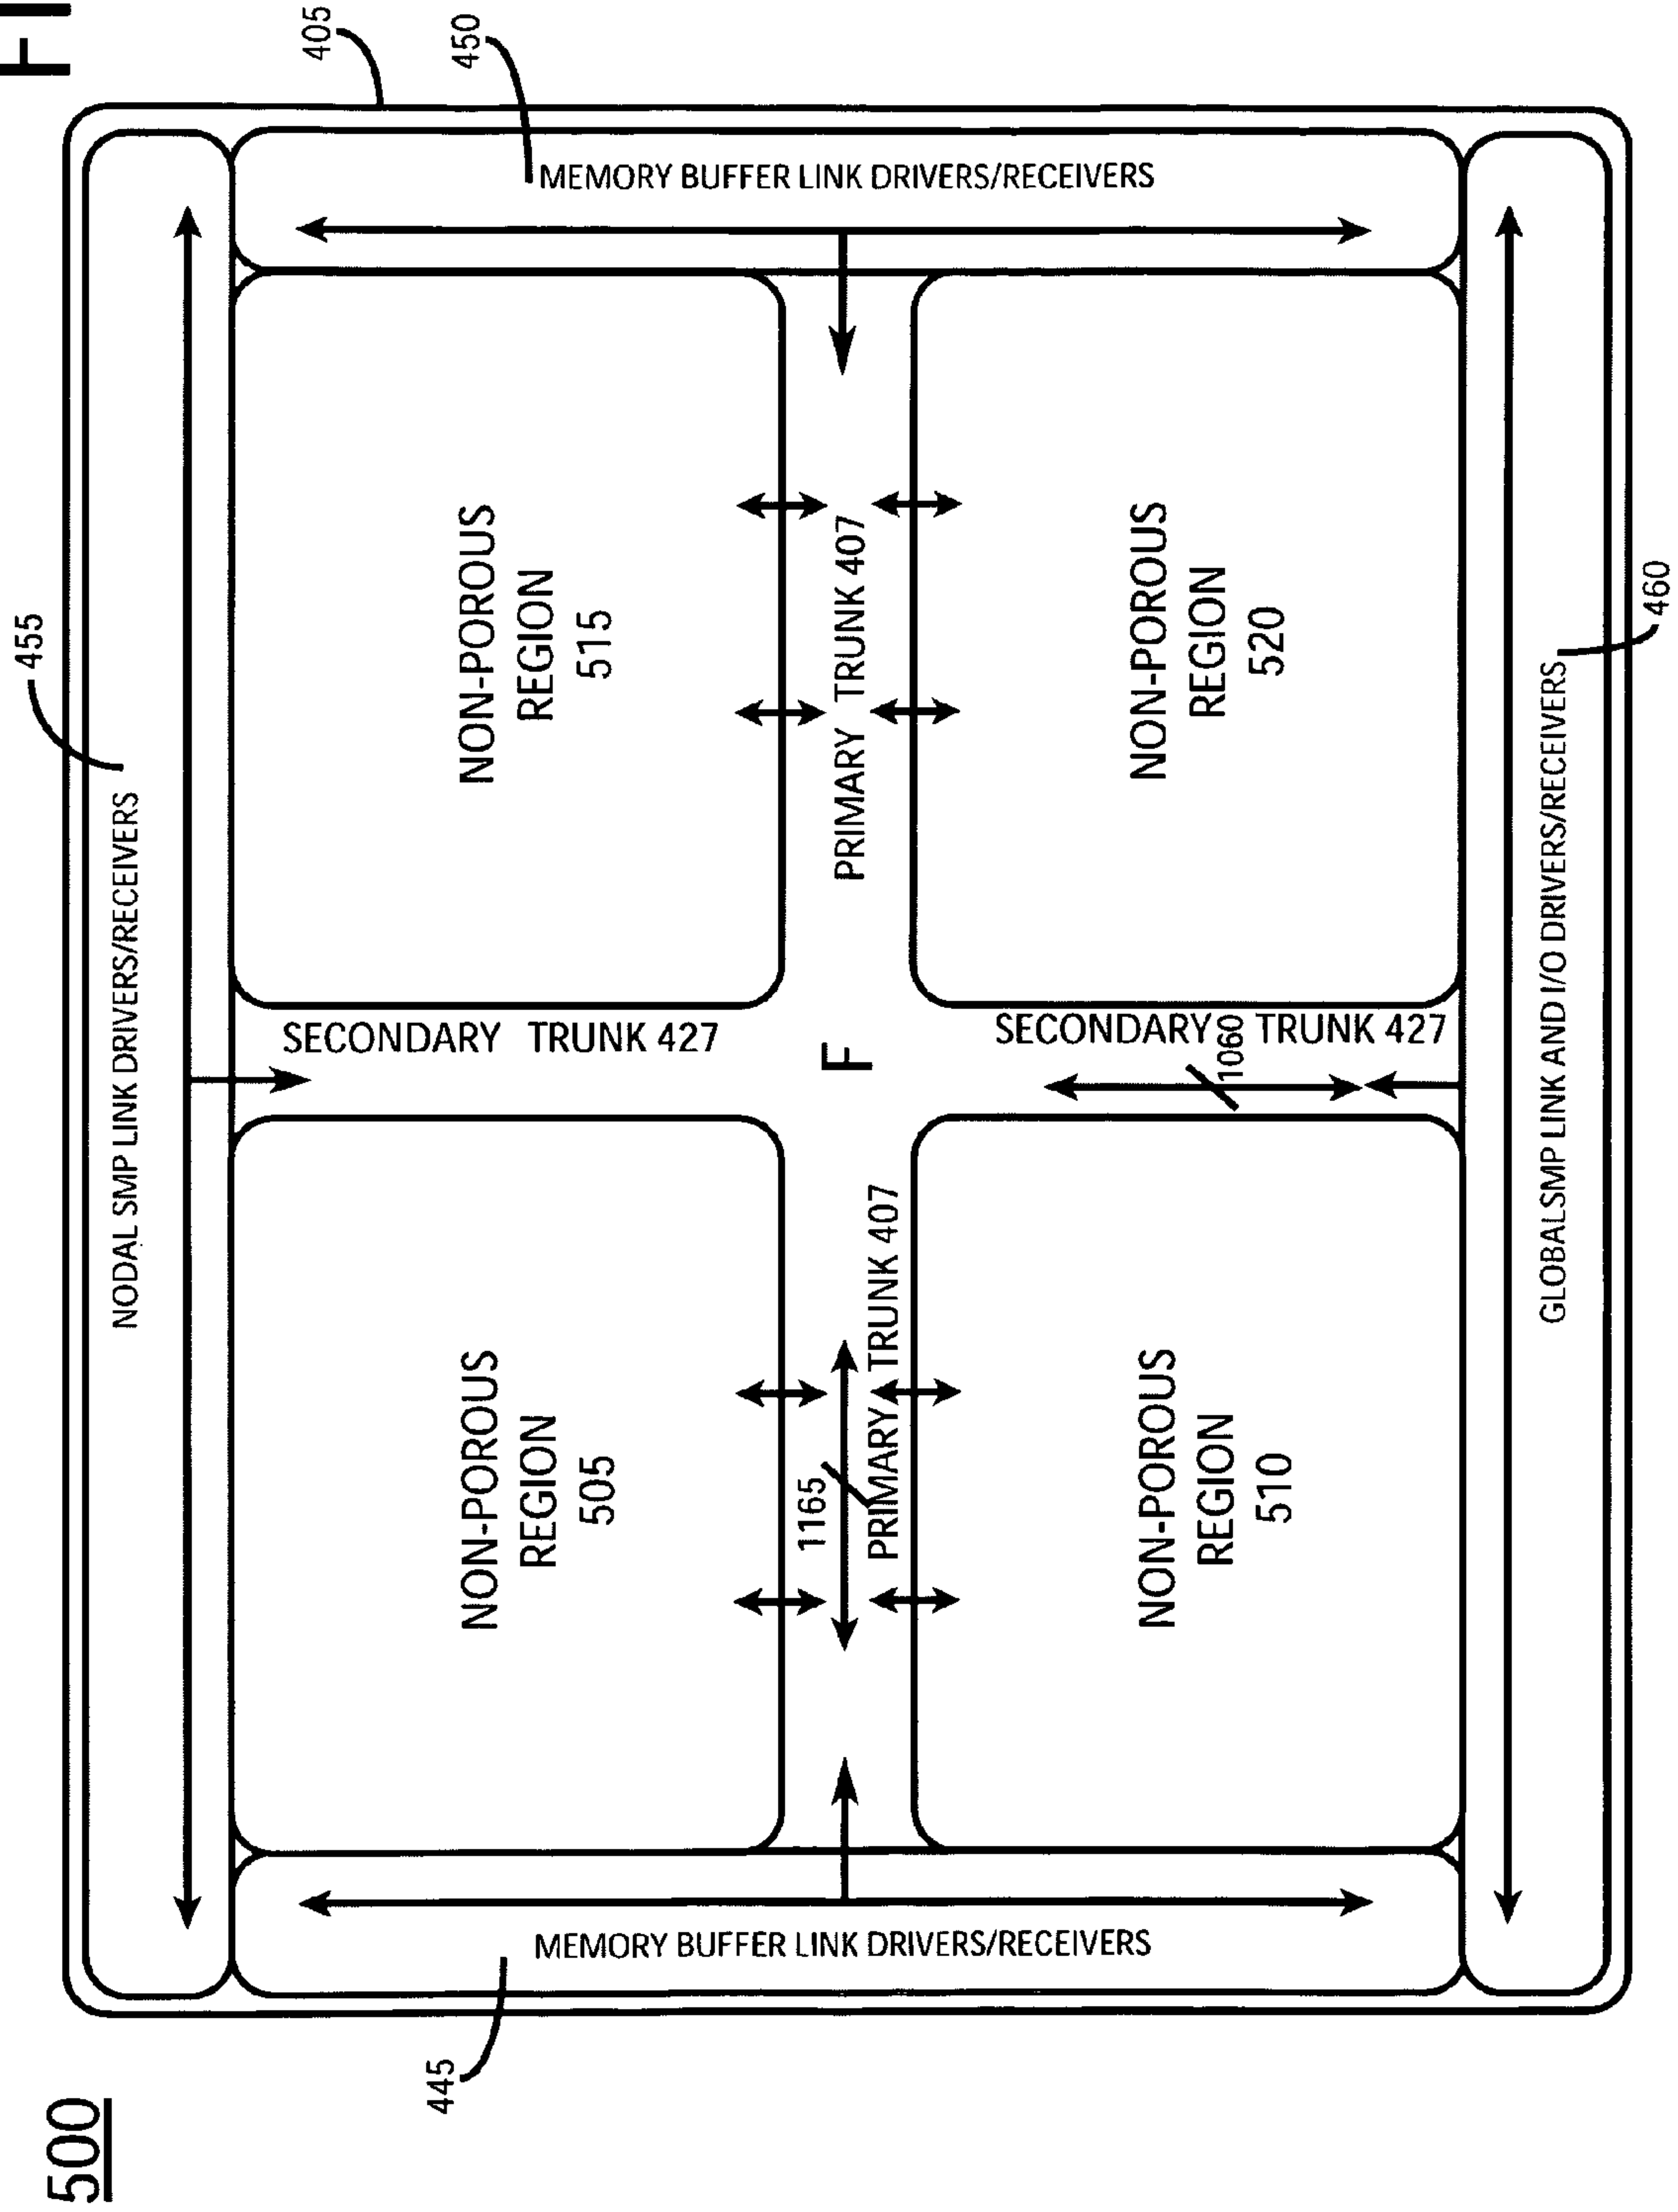 500
FI
455
NODAL SMP LINK DRIVERS/RECEIVERS
405
445
450
MEMORY BUFFER LINK DRIVERS/RECEIVERS
NON-POROUS
REGION
505
SECONDARY TRUNK 427
NON-POROUS
REGION
515
MEMORY BUFFER LINK DRIVERS/RECEIVERS
1165
PRIMARY TRUNK 407
F
PRIMARY TRUNK 407
NON-POROUS
REGION
510
SECONDARY TRUNK 427
1060
NON-POROUS
REGION
520
GLOBALSMP LINK AND I/O DRIVERS/RECEIVERS
460